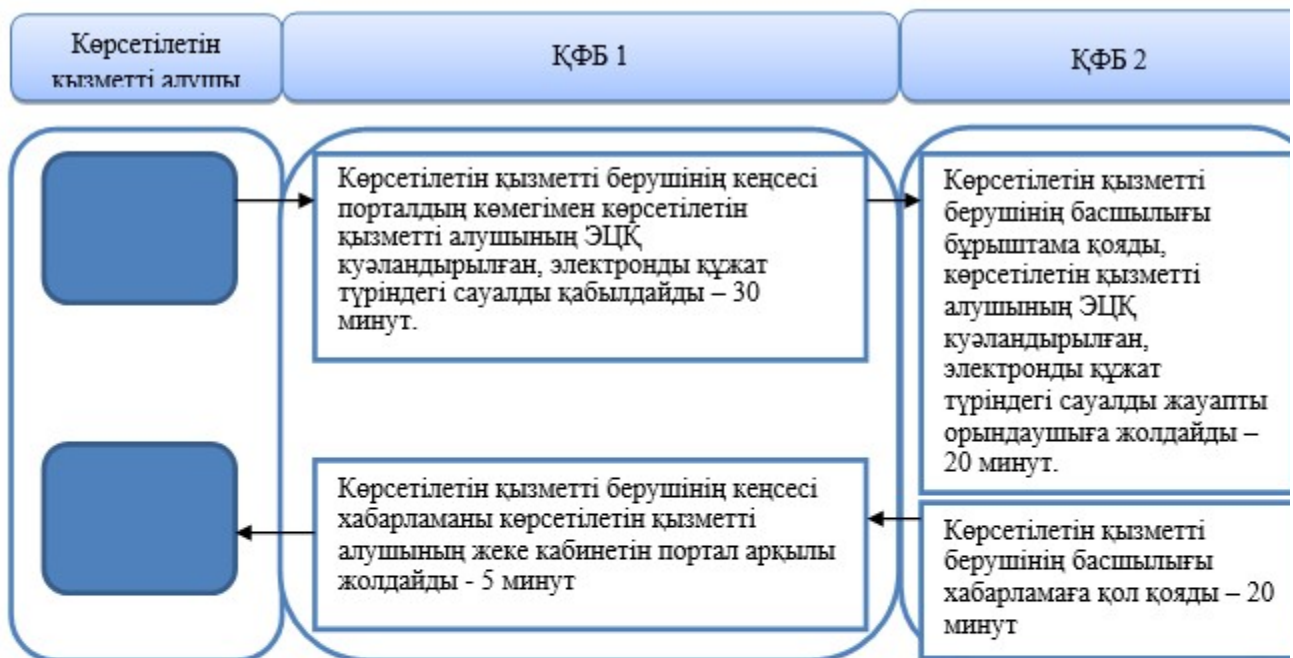 Көрсетілетін
қызметті алушы
ҚФБ 1
ҚФБ 2
Көрсетілетін қызметті берушінің кеңсесі
порталдың көмегімен көрсетілетін
қызметті алушының ЭЦҚ
куәландырылған, электронды құжат
түріндегі сауалды қабылдайды – 30
минут.
Көрсетілетін қызметті
берушінің басшылығы
бұрыштама қояды,
көрсетілетін қызметті
алушының ЭЦҚ
куәландырылған,
электронды құжат
түріндегі сауалды жауапты
орындаушыға жолдайды –
20 минут.
Көрсетілетін қызметті берушінің кеңсесі
хабарламаны көрсетілетін қызметті
алушының жеке кабинетін портал арқылы
жолдайды - 5 минут
Көрсетілетін қызметті
берушінің басшылығы
хабарламаға қол қояды – 20
минут